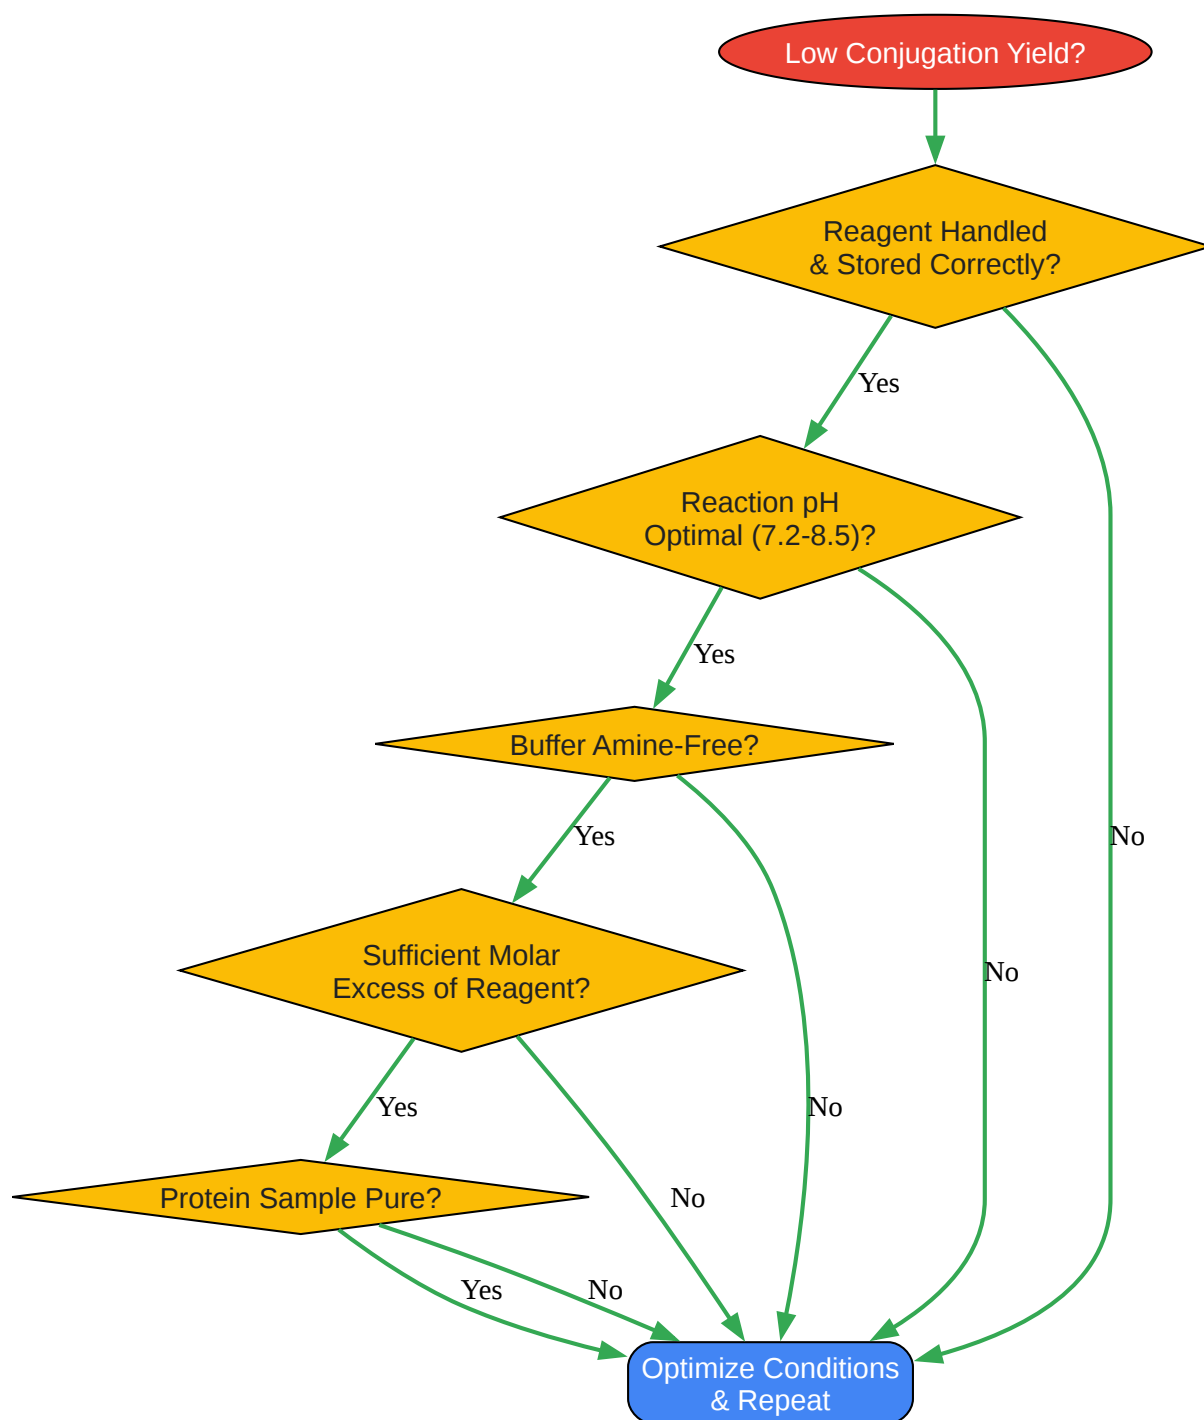 Low Conjugation Yield?
Reagent Handled
& Stored Correctly?
Yes
Reaction pH
Optimal (7.2-8.5)?
Yes
Buffer Amine-Free?
Yes
No
Sufficient Molar
Excess of Reagent?
No
Yes
No
Protein Sample Pure?
No
Yes
No
Optimize Conditions
& Repeat